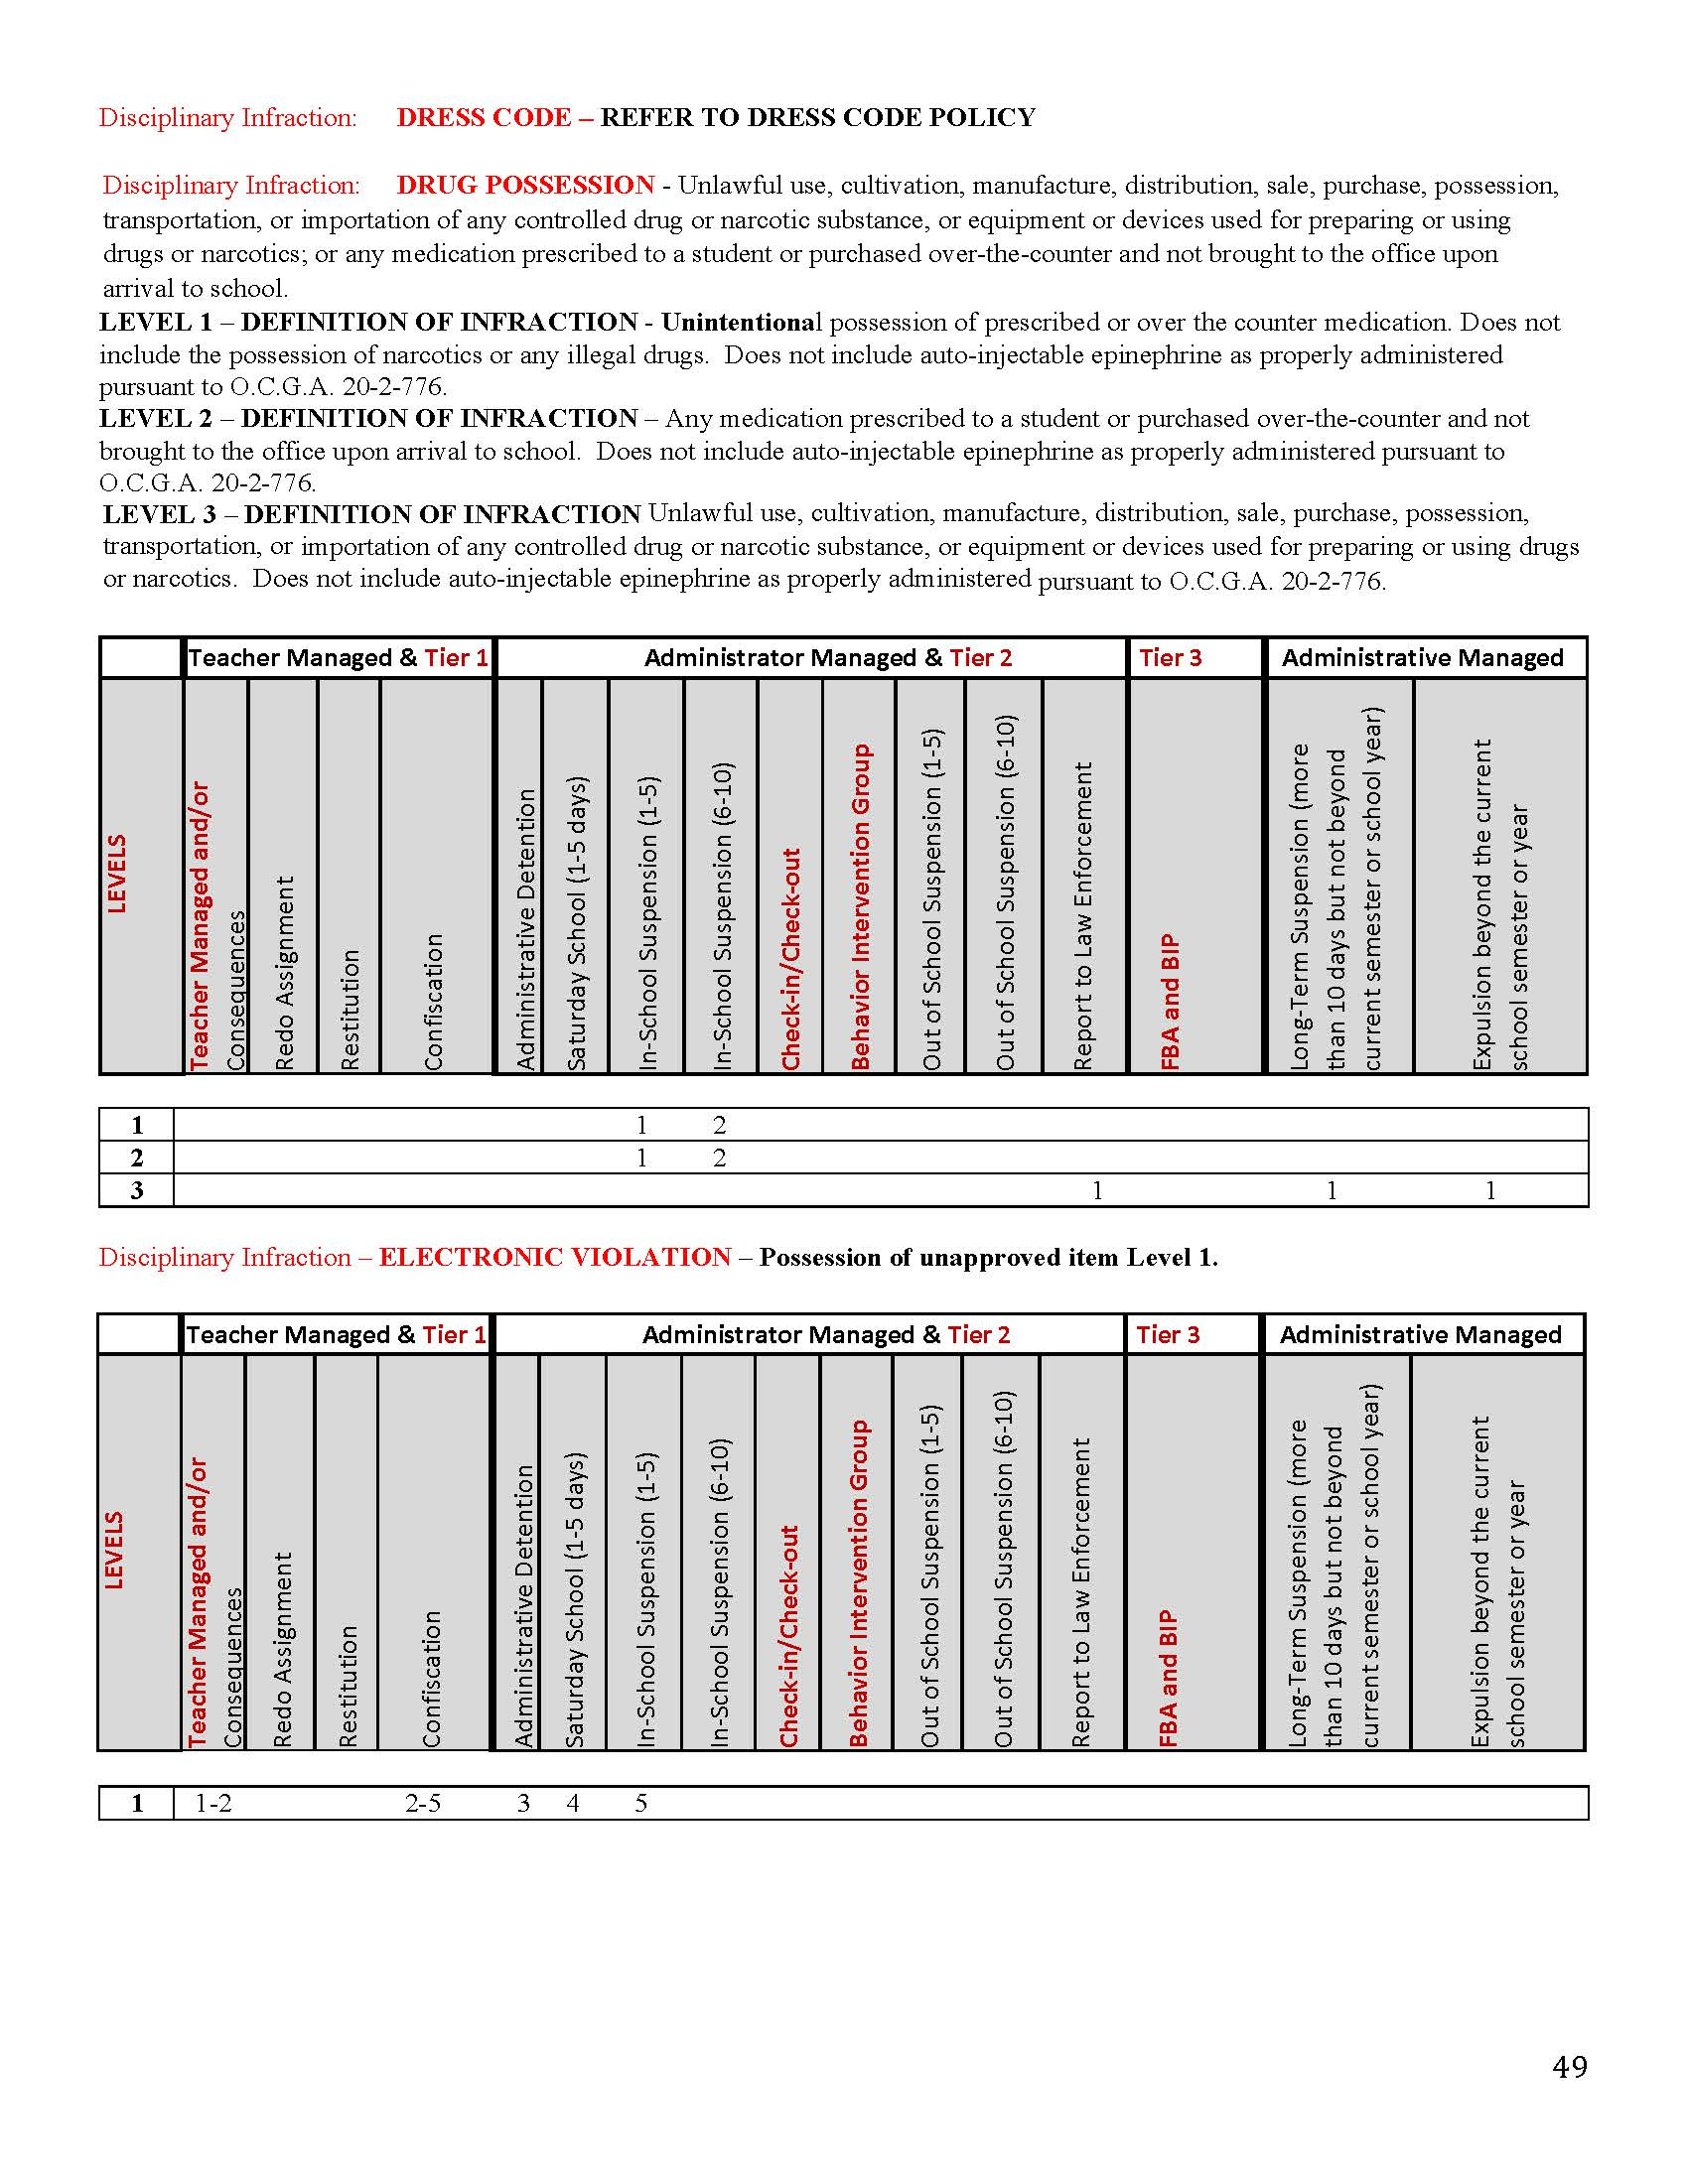 Disciplinary Infraction: DRESS CODE – REFER TO DRESS CODE POLICY
Disciplinary Infraction: DRUG POSSESSION - Unlawful use, cultivation, manufacture, distribution, sale, purchase, possession,
transportation, or importation of any controlled drug or narcotic substance, or equipment or devices used for preparing or using
drugs or narcotics; or any medication prescribed to a student or purchased over-the-counter and not brought to the office upon
arrival to school.
LEVEL 1 – DEFINITION OF INFRACTION - Unintentional possession of prescribed or over the counter medication. Does not
include the possession of narcotics or any illegal drugs. Does not include auto-injectable epinephrine as properly administered
pursuant to O.C.G.A. 20-2-776.
LEVEL 2 – DEFINITION OF INFRACTION – Any medication prescribed to a student or purchased over-the-counter and not
brought to the office upon arrival to school. Does not include auto-injectable epinephrine as properly administered pursuant to
O.C.G.A. 20-2-776.
LEVEL 3 – DEFINITION OF INFRACTION Unlawful use, cultivation, manufacture, distribution, sale, purchase, possession,
transportation, or importation of any controlled drug or narcotic substance, or equipment or devices used for preparing or using drugs
or narcotics. Does not include auto-injectable epinephrine as properly administered pursuant to O.C.G.A. 20-2-776.
Teacher Managed & Tier 1 Administrator Managed & Tier 2 Tier 3 Administrative Managed
LEVELS
Teacher Managed and/or
Consequences
Redo Assignment
Restitution
Confiscation
Administrative Detention
Saturday School (1-5 days)
In-School Suspension (1-5)
In-School Suspension (6-10)
Check-in/Check-out
Behavior Intervention Group
Out of School Suspension (1-5)
Out of School Suspension (6-10)
Report to Law Enforcement
FBA and BIP
Long-Term Suspension (more
than 10 days but not beyond
current semester or school year)
Expulsion beyond the current
school semester or year
1 1 2
2 1 2
3 1 1 1
Disciplinary Infraction – ELECTRONIC VIOLATION – Possession of unapproved item Level 1.
Teacher Managed & Tier 1 Administrator Managed & Tier 2 Tier 3 Administrative Managed
LEVELS
Teacher Managed and/or
Consequences
Redo Assignment
Restitution
Confiscation
Administrative Detention
Saturday School (1-5 days)
In-School Suspension (1-5)
In-School Suspension (6-10)
Check-in/Check-out
Behavior Intervention Group
Out of School Suspension (1-5)
Out of School Suspension (6-10)
Report to Law Enforcement
FBA and BIP
Long-Term Suspension (more
than 10 days but not beyond
current semester or school year)
Expulsion beyond the current
school semester or year
1 1-2 2-5 3 4 5
49